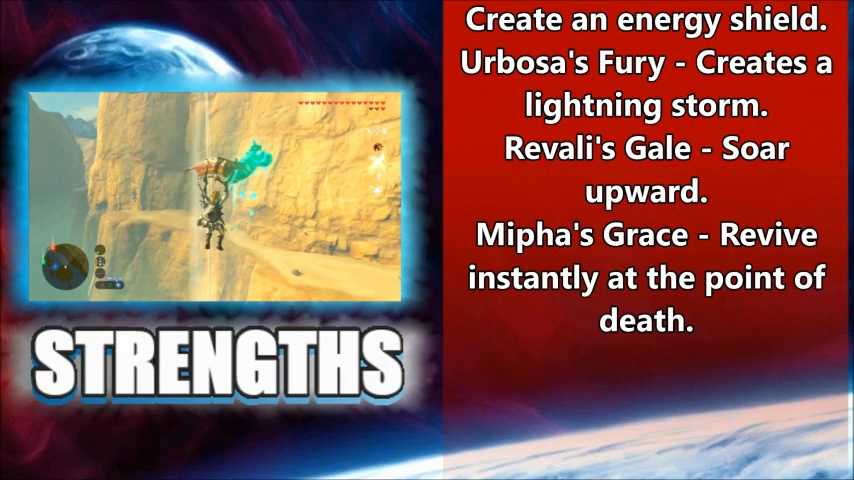 STRENGTHS
Create an energy shield.
Urbosa's Fury - Creates a
lightning storm.
Revali's Gale - Soar
upward.
Mipha's Grace - Revive
instantly at the point of
death.